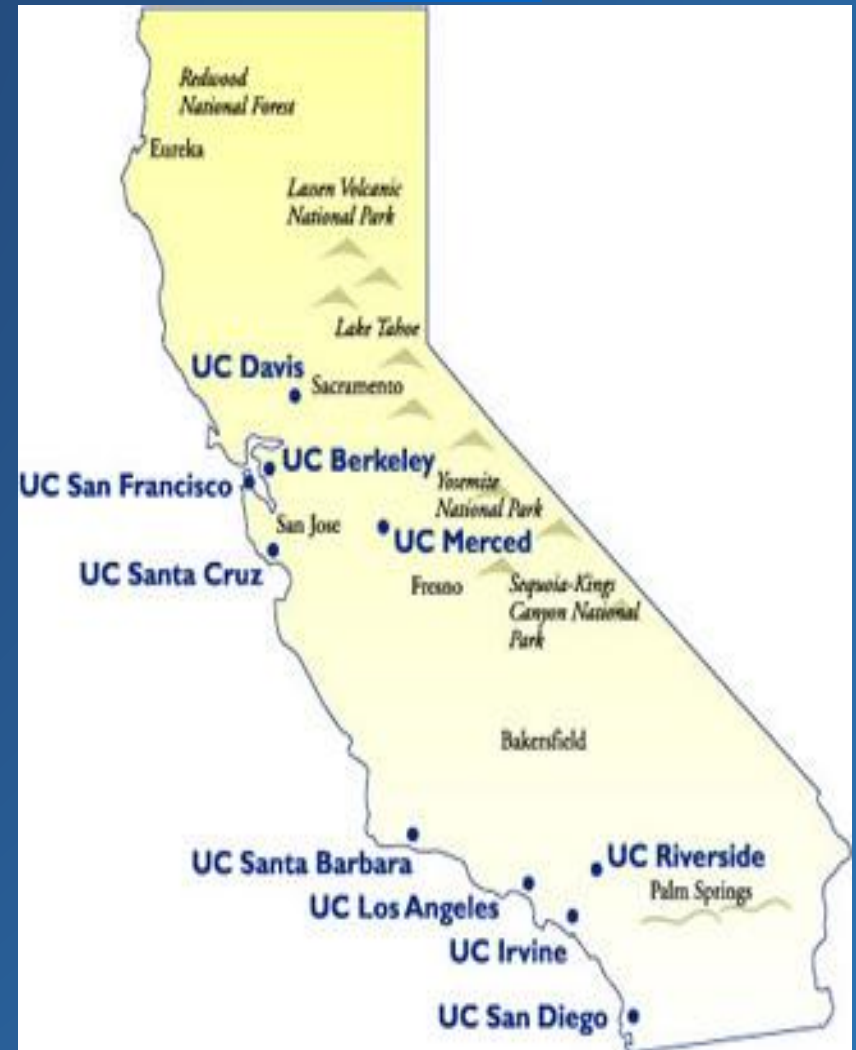 Redwood
National Forest
Eureka
Lassen Volcanic
National Park
Lake Tahoe
UC Davis
Sacramento
UC Berkeley
UC San Francisco
Yosemite
National Park
San Jose
UC Merced
UC Santa Cruz
Fresno
Sequoia-Kings
Canyon National
Park
Bakersfield
UC Santa Barbara
UC Riverside
Palm Springs
UC Los Angeles
UC Irvine
UC San Diego